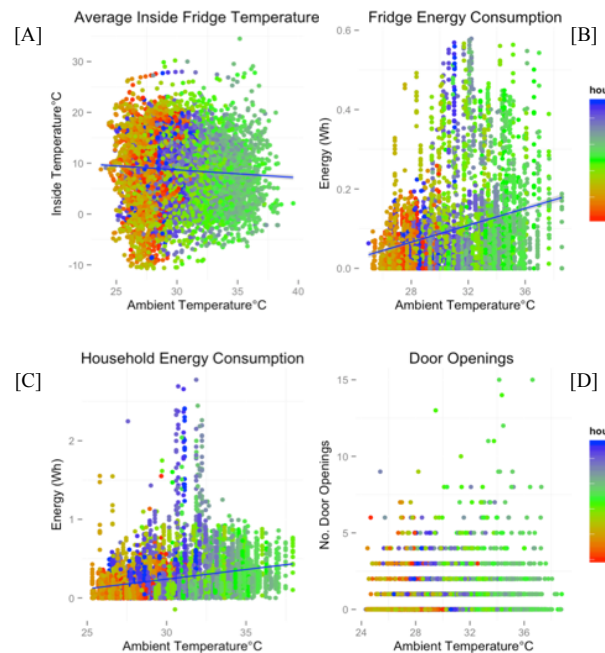 [A]
Average Inside Fridge Temperature
Inside Temperature°C
30
20
10
0
-10
25
30
35
40
Ambient Temperature°C
Fridge Energy Consumption
[B]
Energy (Wh)
0.6
0.4
0.2
0.0
28
32
36
Ambient Temperature°C
hou
[C]
Household Energy Consumption
Energy (Wh)
2
1
0
25
30
35
Ambient Temperature°C
Door Openings
[D]
No. Door Openings
15
10
5
0
24
28
32
36
Ambient Temperature°C
hou